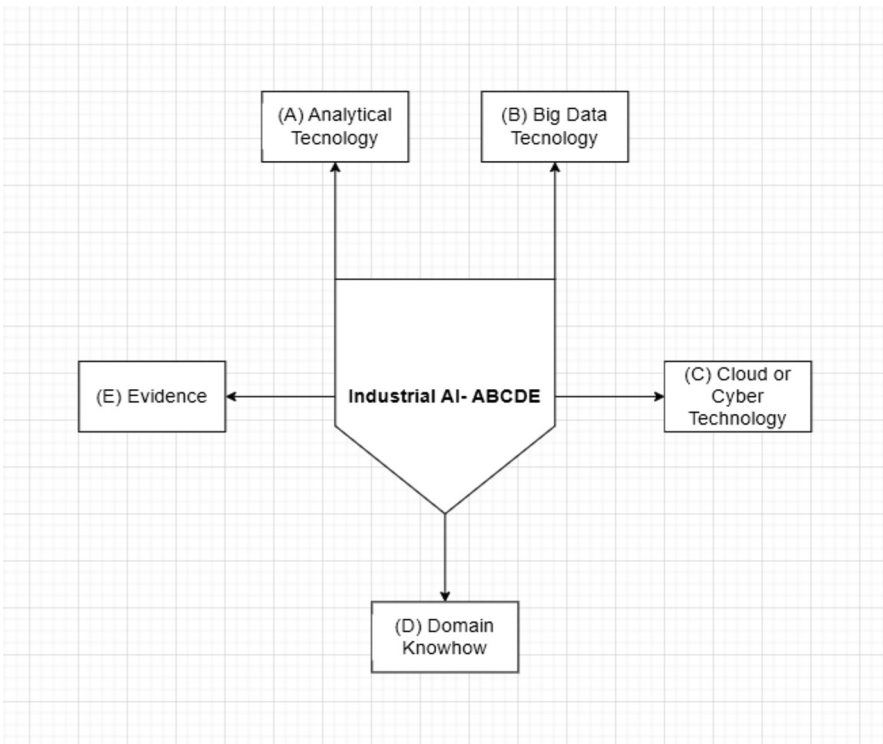 (A) Analytical
Tecnology
(B) Big Data
Tecnology
(E) Evidence
Industrial AI- ABCDE
(C) Cloud or
Cyber
Technology
(D) Domain
Knowhow